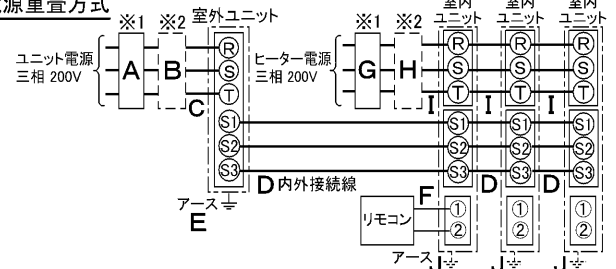 源重畳方式
※1 ※2 室外ユニット
ユニット電源
三相 200V
A B C
R
S
T
S1
S2
S3
D 内外接続線
アース
E
※1 ※2
ヒーター電源
三相 200V
G H
室内
ユニット
室内
ユニット
室内
ユニット
R R R
S S S
T T T
I I I
S1 S1 S1
S2 S2 S2
S3 S3 S3
D D
F
リモコン
① ① ①
② ② ②
アース